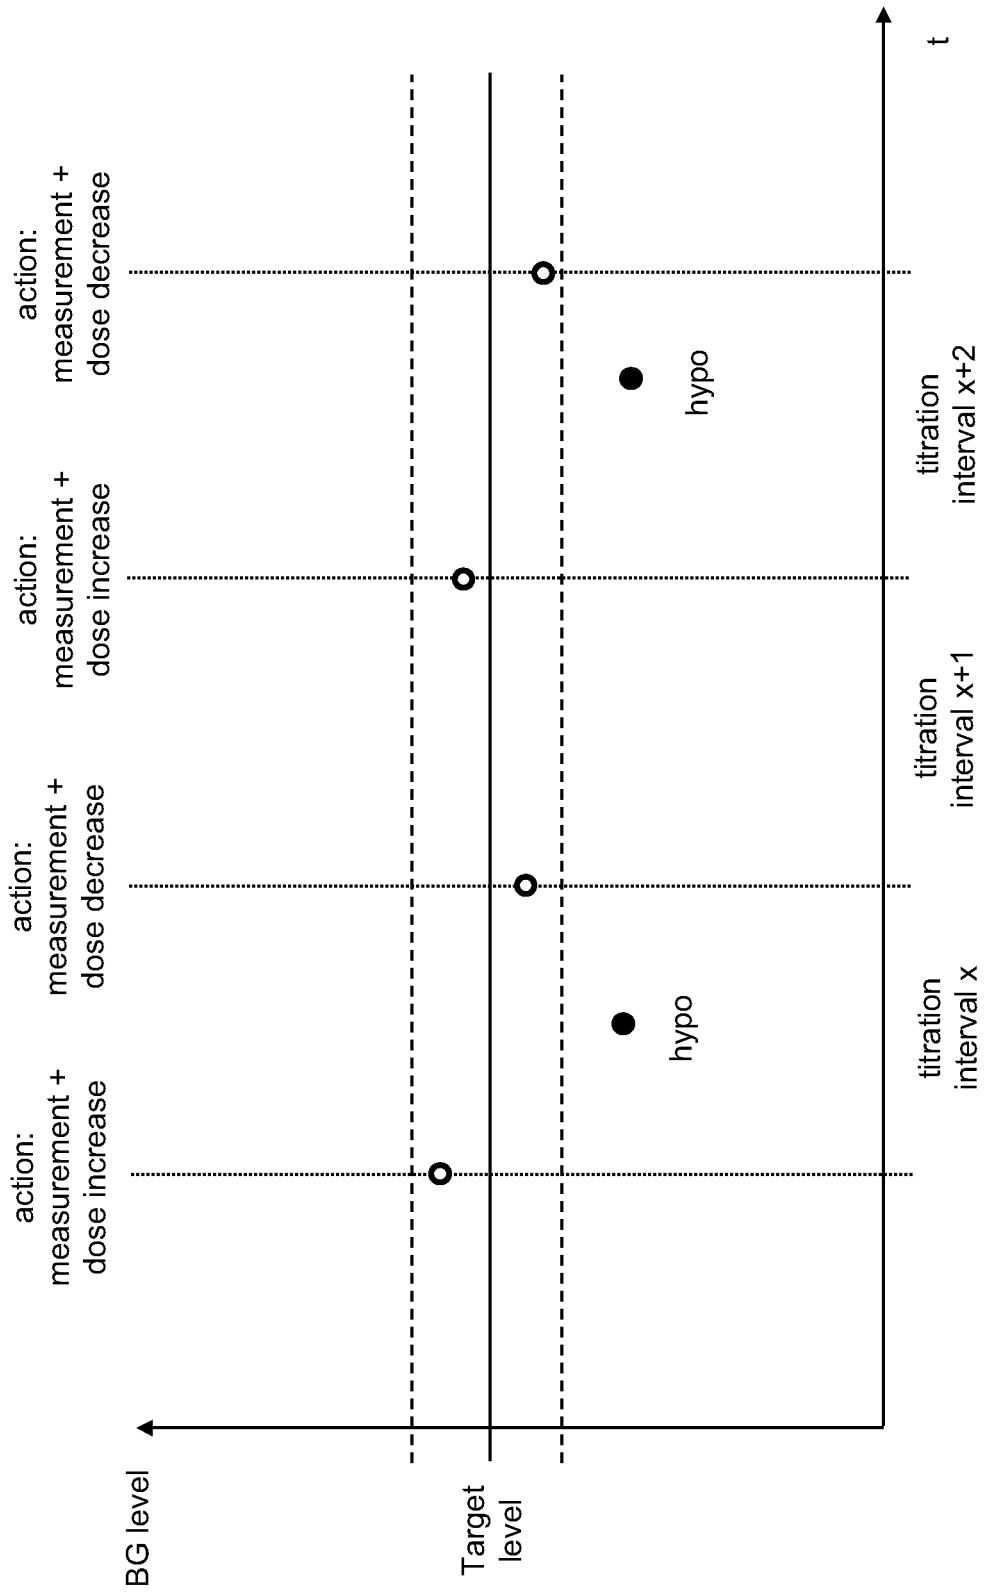 action:
measurement +
dose increase
action:
measurement +
dose decrease
action:
measurement +
dose increase
action:
measurement +
dose decrease
BG level
Target
level
hypo
hypo
t
titration
interval x
titration
interval x+1
titration
interval x+2